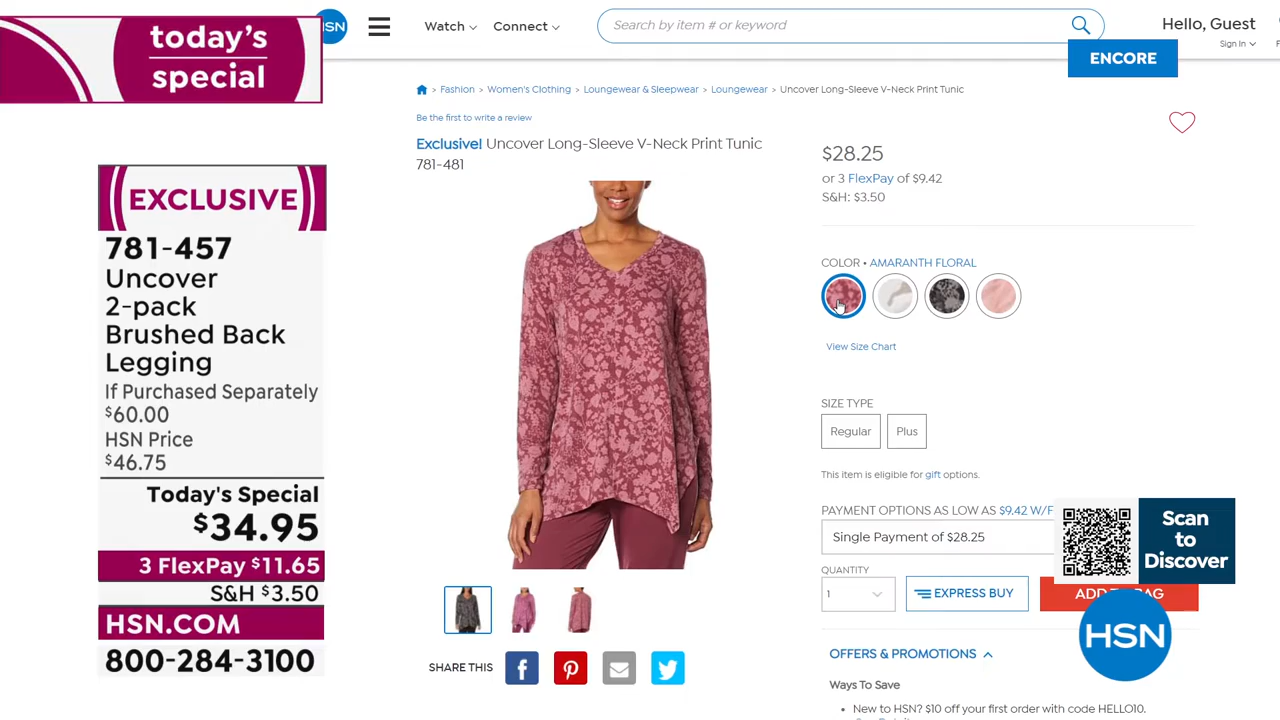 today's
special
HSN
Watch
Connect
Search by item # or keyword
Hello, Guest
Sign In
ENCORE
> Fashion > Women's Clothing > Loungewear & Sleepwear > Loungewear > Uncover Long-Sleeve V-Neck Print Tunic
Be the first to write a review
Exclusive! Uncover Long-Sleeve V-Neck Print Tunic
781-481
$28.25
or 3 FlexPay of $9.42
S&H: $3.50
COLOR • AMARANTH FLORAL
View Size Chart
SIZE TYPE
Regular
Plus
This item is eligible for gift options.
PAYMENT OPTIONS AS LOW AS $9.42 W/F
Single Payment of $28.25
QUANTITY
1
EXPRESS BUY
ADD TO BAG
Scan
to
Discover
HSN
OFFERS & PROMOTIONS
Ways To Save
• New to HSN? $10 off your first order with code HELLO10.
SHARE THIS
EXCLUSIVE
781-457
Uncover
2-pack
Brushed Back
Legging
If Purchased Separately
$60.00
HSN Price
$46.75
Today's Special
$34.95
3 FlexPay $11.65
S&H $3.50
HSN.COM
800-284-3100